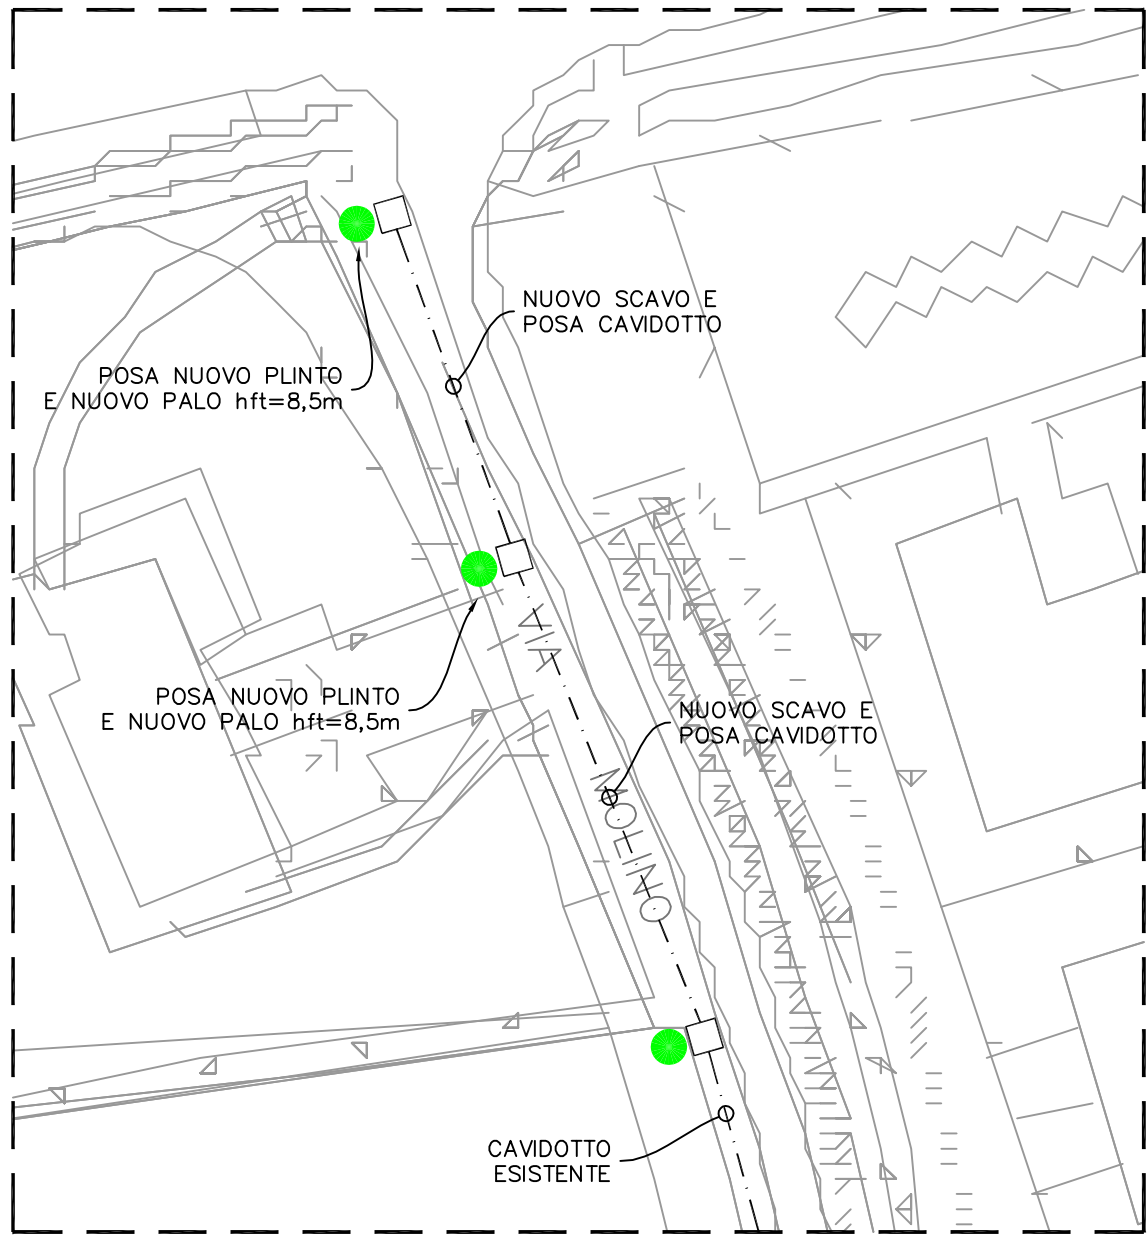 NUOVO SCAVO E
POSA CAVIDOTTO
POSA NUOVO PLINTO
E NUOVO PALO hft=8,5m
VIA
POSA NUOVO PLINTO
E NUOVO PALO hft=8,5m
NUOVO SCAVO E
POSA CAVIDOTTO
MOLINO
CAVIDOTTO
ESISTENTE